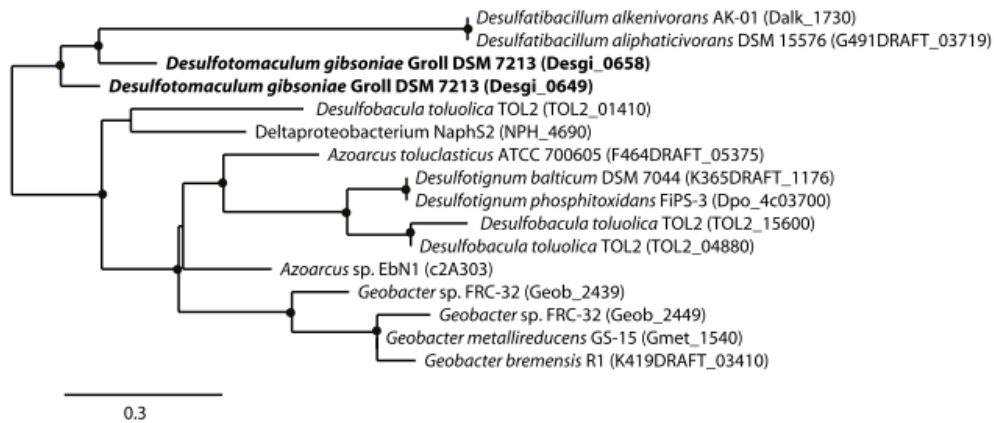 Desulfatibacillum alkenivorans AK-01 (Dalk_1730)
Desulfatibacillum aliphaticivorans DSM 15576 (G491DRAFT_03719)
Desulfotomaculum gibsoniae Groll DSM 7213 (Desgi_0658)
Desulfotomaculum gibsoniae Groll DSM 7213 (Desgi_0649)
Desulfobacula toluolica TOL2 (TOL2_01410)
Deltaproteobacterium NaphS2 (NPH_4690)
Azoarcus toluclasticus ATCC 700605 (F464DRAFT_05375)
Desulfotignum balticum DSM 7044 (K365DRAFT_1176)
Desulfotignum phosphitoxidans FiPS-3 (Dpo_4c03700)
Desulfobacula toluolica TOL2 (TOL2_15600)
Desulfobacula toluolica TOL2 (TOL2_04880)
Azoarcus sp. EbN1 (c2A303)
Geobacter sp. FRC-32 (Geob_2439)
Geobacter sp. FRC-32 (Geob_2449)
Geobacter metallireducens GS-15 (Gmet_1540)
Geobacter bremensis R1 (K419DRAFT_03410)
0.3